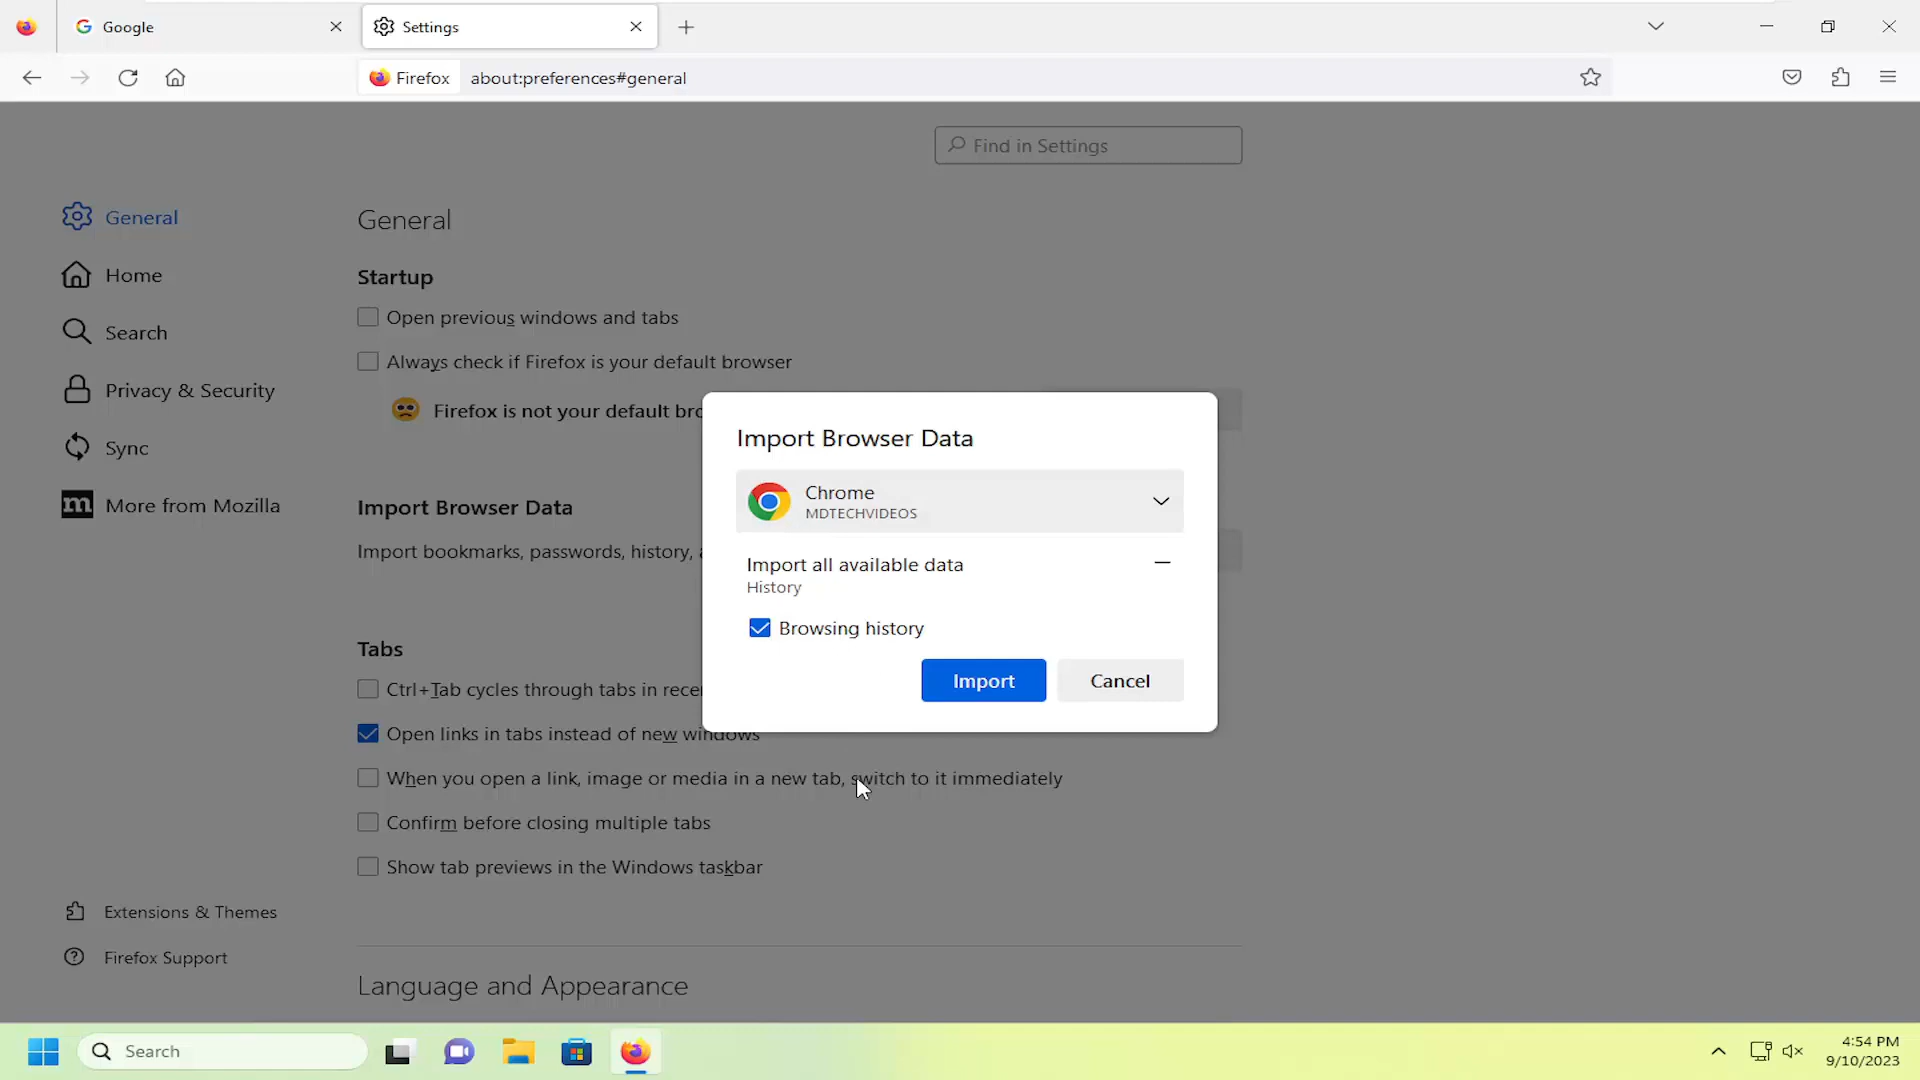 Google
Settings
Firefox
about:preferences#general
Find in Settings
General
Home
Search
Privacy & Security
Sync
More from Mozilla
Extensions & Themes
Firefox Support
General
Startup
Open previous windows and tabs
Always check if Firefox is your default browser
Firefox is not your default bro
Import Browser Data
Import bookmarks, passwords, history,
Tabs
Ctrl+Tab cycles through tabs in rece
Open links in tabs instead of new windows
When you open a link, image or media in a new tab, switch to it immediately
Confirm before closing multiple tabs
Show tab previews in the Windows taskbar
Language and Appearance
Import Browser Data
Chrome
MDTECHVIDEOS
Import all available data
History
Browsing history
Import
Cancel
Search
4:54 PM
9/10/2023